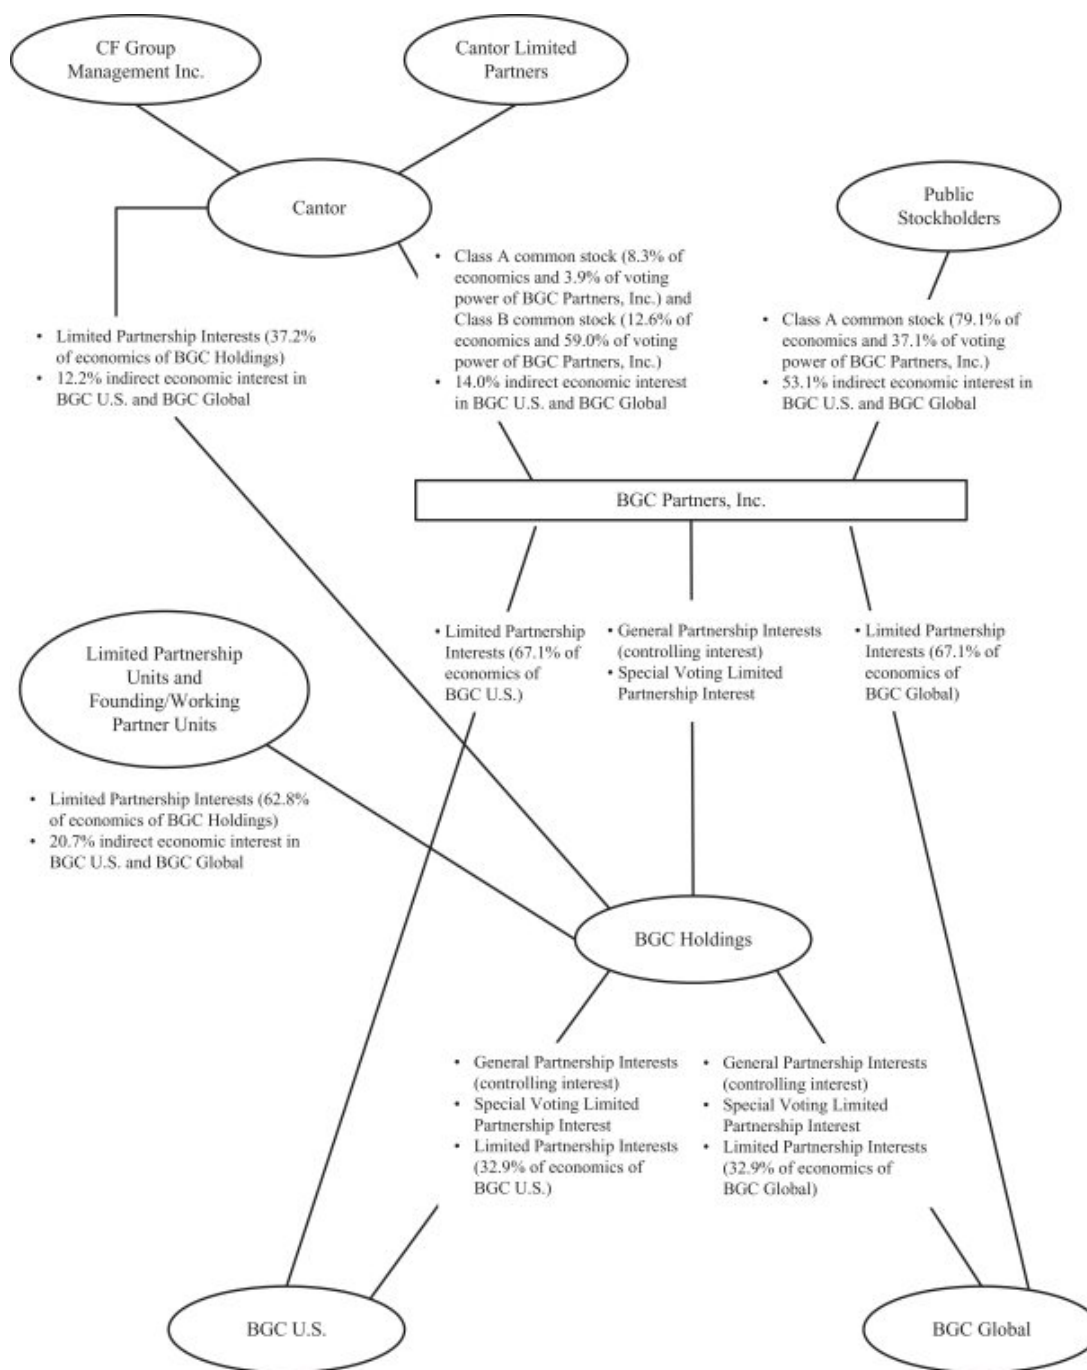 CF Group
Management Inc.
Cantor Limited
Partners
Cantor
Public
Stockholders
• Class A common stock (8.3% of
economics and 3.9% of voting
power of BGC Partners, Inc.) and
Class B common stock (12.6% of
economics and 59.0% of voting
power of BGC Partners, Inc.)
• 14.0% indirect economic interest
in BGC U.S. and BGC Global
• Limited Partnership Interests (37.2%
of economics of BGC Holdings)
• 12.2% indirect economic interest in
BGC U.S. and BGC Global
• Class A common stock (79.1% of
economics and 37.1% of voting
power of BGC Partners, Inc.)
• 53.1% indirect economic interest in
BGC U.S. and BGC Global
BGC Partners, Inc.
Limited Partnership
Units and
Founding/Working
Partner Units
• Limited Partnership
Interests (67.1% of
economics of
BGC U.S.)
• General Partnership Interests
(controlling interest)
• Special Voting Limited
Partnership Interest
• Limited Partnership
Interests (67.1% of
economics of
BGC Global)
• Limited Partnership Interests (62.8%
of economics of BGC Holdings)
• 20.7% indirect economic interest in
BGC U.S. and BGC Global
BGC Holdings
• General Partnership Interests
(controlling interest)
• Special Voting Limited
Partnership Interest
• Limited Partnership Interests
(32.9% of economics of
BGC U.S.)
• General Partnership Interests
(controlling interest)
• Special Voting Limited
Partnership Interest
• Limited Partnership Interests
(32.9% of economics of
BGC Global)
BGC U.S.
BGC Global